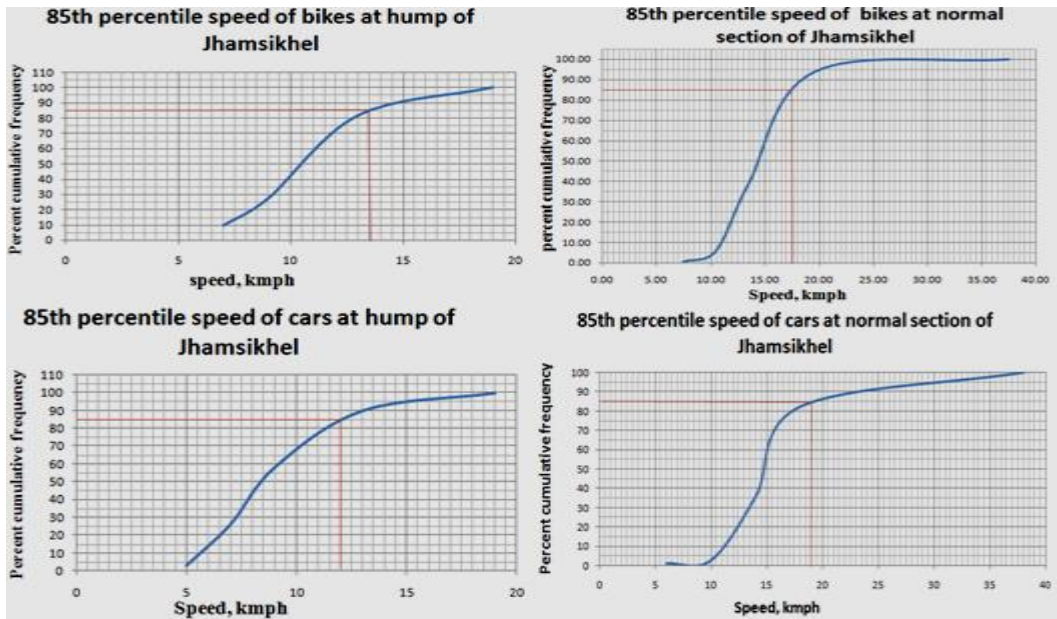 85th percentile speed of bikes at hump of
Jhamsikhel
Percent cumulative frequency
110
100
90
80
70
60
50
40
30
20
10
0
0 5 10 15 20
speed, kmph
85th percentile speed of bikes at normal
section of Jhamsikhel
percent cumulative frequency
100.00
90.00
80.00
70.00
60.00
50.00
40.00
30.00
20.00
10.00
0.00
0.00 5.00 10.00 15.00 20.00 25.00 30.00 35.00 40.00
Speed, kmph
85th percentile speed of cars at hump of
Jhamsikhel
Percent cumulative frequency
110
100
90
80
70
60
50
40
30
20
10
0
0 5 10 15 20
Speed, kmph
85th percentile speed of cars at normal section of
Jhamsikhel
Percent cumulative frequency
100
90
80
70
60
50
40
30
20
10
0
0 5 10 15 20 25 30 35 40
Speed, kmph